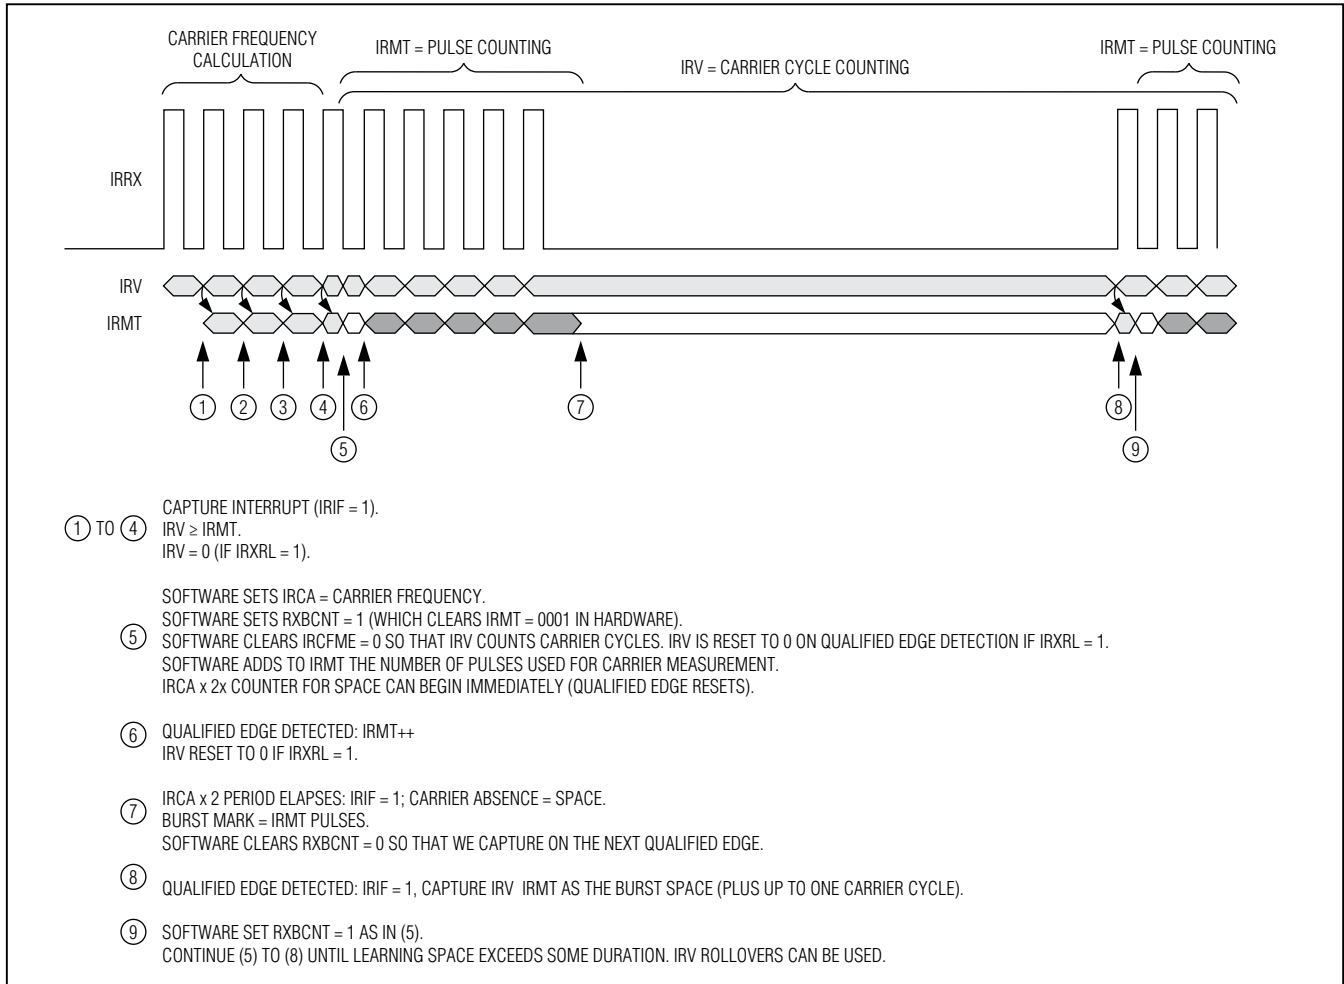 CARRIER FREQUENCY
CALCULATION
IRMT = PULSE COUNTING
IRV = CARRIER CYCLE COUNTING
IRMT = PULSE COUNTING
IRRX
IRV
IRMT
1 2 3 4 6 7 8
5 9
1 TO 4
CAPTURE INTERRUPT (IRIF = 1).
IRV ≥ IRMT.
IRV = 0 (IF IRXRL = 1).
5
SOFTWARE SETS IRCA = CARRIER FREQUENCY.
SOFTWARE SETS RXBCNT = 1 (WHICH CLEARS IRMT = 0001 IN HARDWARE).
SOFTWARE CLEARS IRCFME = 0 SO THAT IRV COUNTS CARRIER CYCLES. IRV IS RESET TO 0 ON QUALIFIED EDGE DETECTION IF IRXRL = 1.
SOFTWARE ADDS TO IRMT THE NUMBER OF PULSES USED FOR CARRIER MEASUREMENT.
IRCA x 2x COUNTER FOR SPACE CAN BEGIN IMMEDIATELY (QUALIFIED EDGE RESETS).
6 QUALIFIED EDGE DETECTED: IRMT++
IRV RESET TO 0 IF IRXRL = 1.
7
IRCA x 2 PERIOD ELAPSES: IRIF = 1; CARRIER ABSENCE = SPACE.
BURST MARK = IRMT PULSES.
SOFTWARE CLEARS RXBCNT = 0 SO THAT WE CAPTURE ON THE NEXT QUALIFIED EDGE.
8
QUALIFIED EDGE DETECTED: IRIF = 1, CAPTURE IRV IRMT AS THE BURST SPACE (PLUS UP TO ONE CARRIER CYCLE).
9 SOFTWARE SET RXBCNT = 1 AS IN (5).
CONTINUE (5) TO (8) UNTIL LEARNING SPACE EXCEEDS SOME DURATION. IRV ROLLOVERS CAN BE USED.